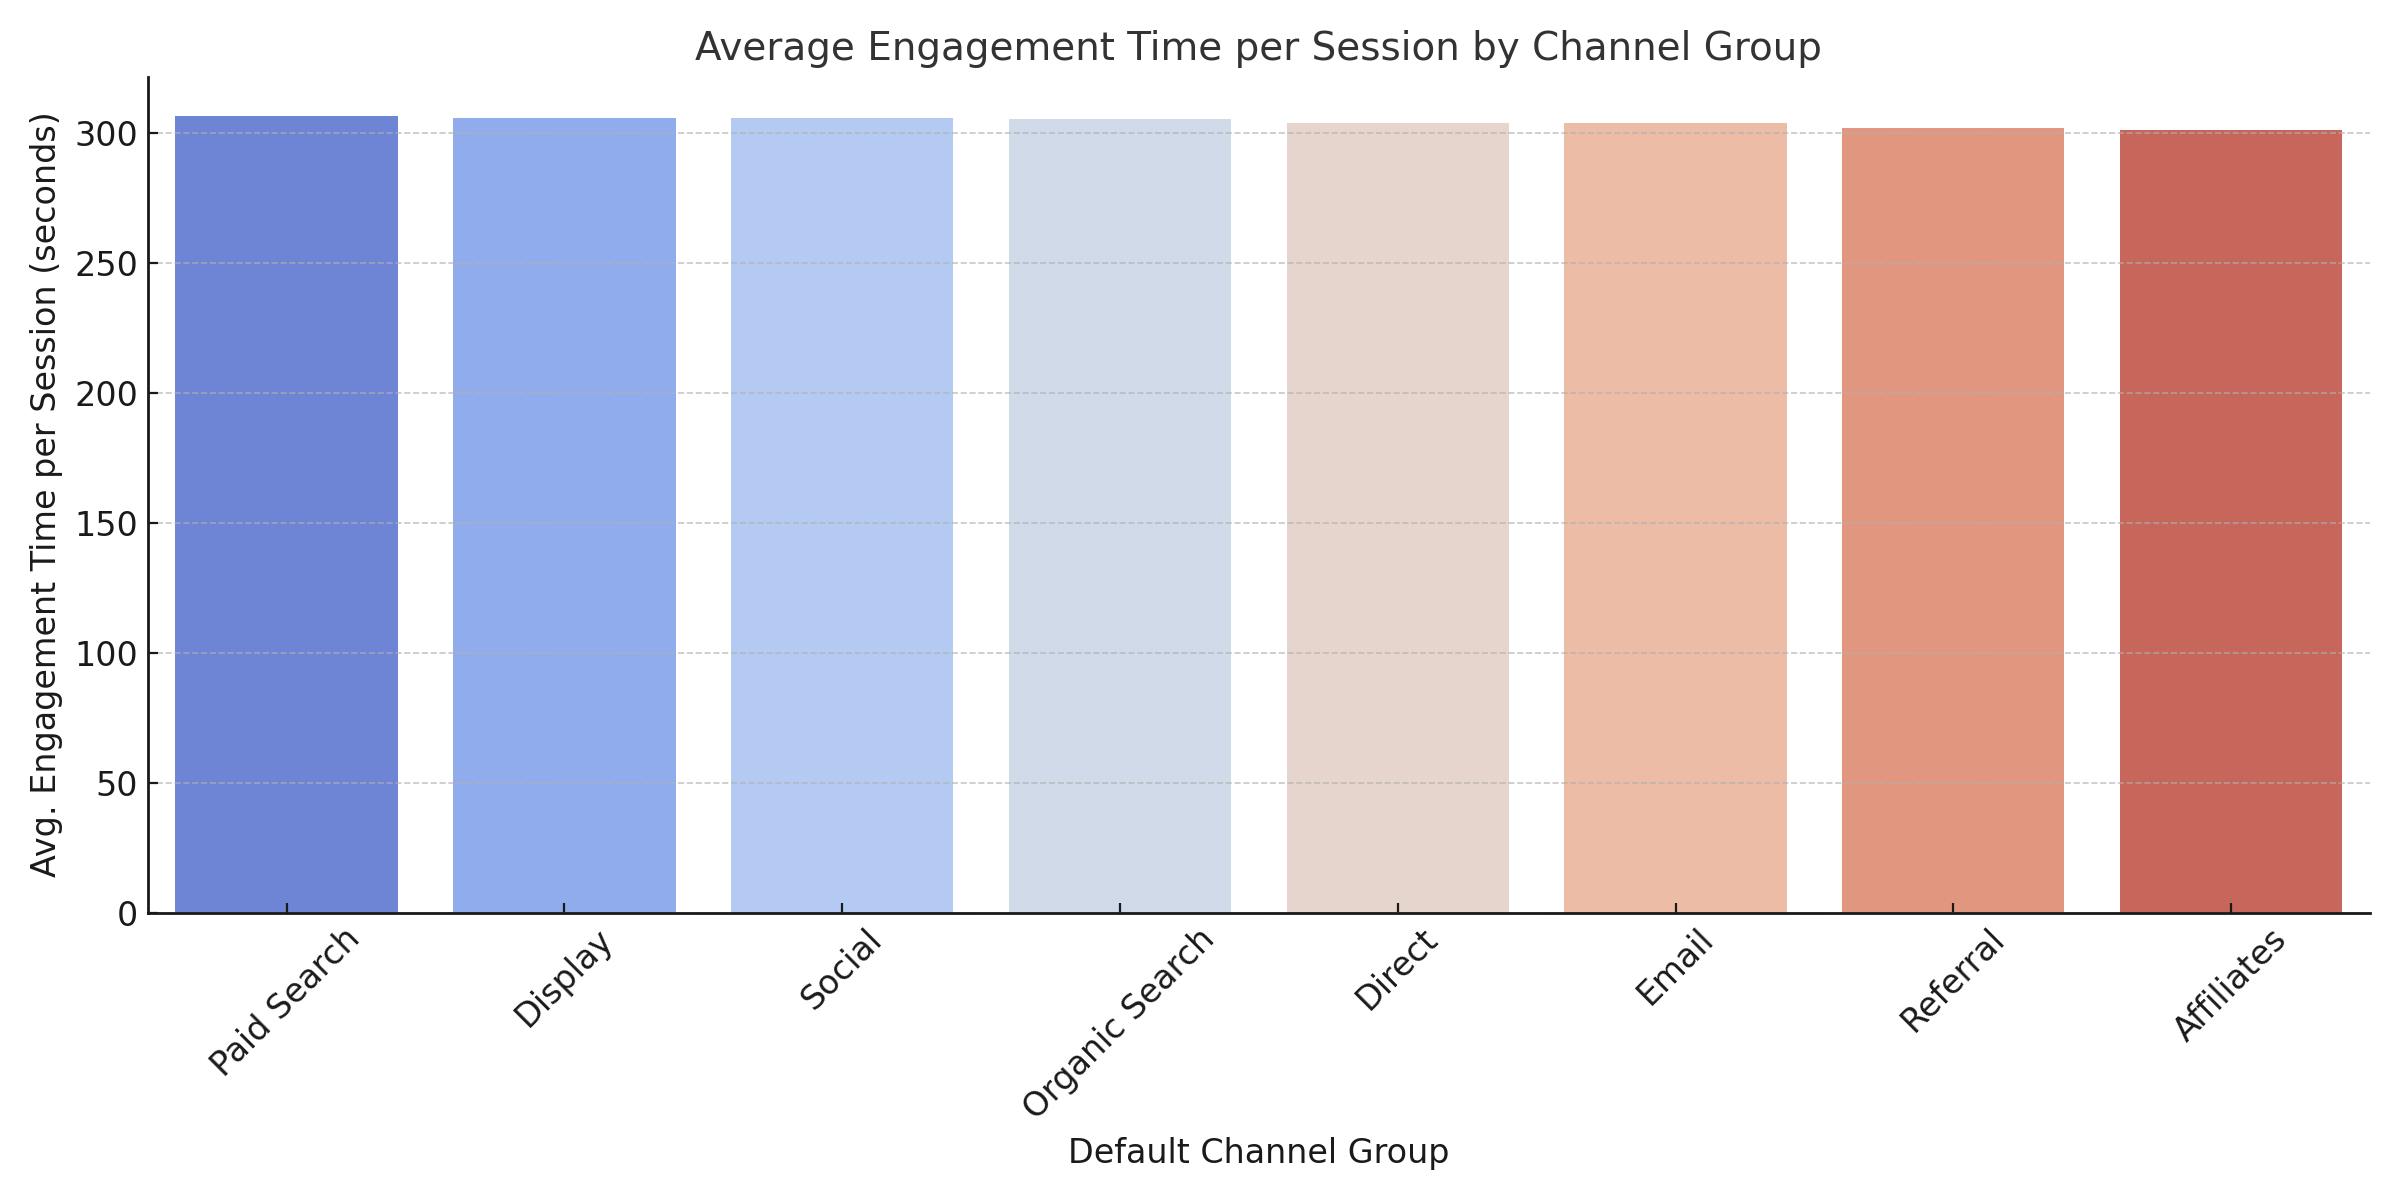 Average Engagement Time per Session by Channel Group
Avg. Engagement Time per Session (seconds)
300
250
200
150
100
50
0
Paid Search
Display
Social
Organic Search
Direct
Email
Referral
Affiliates
Default Channel Group